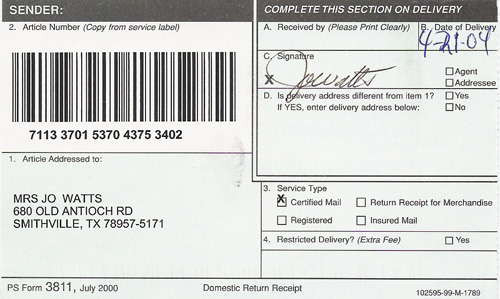 SENDER:
2. Article Number (Copy from service label)
7113 3701 5370 4375 3402
1. Article Addressed to:
MRS JO WATTS
680 OLD ANTIOCH RD
SMITHVILLE, TX 78957-5171
COMPLETE THIS SECTION ON DELIVERY
A. Received by (Please Print Clearly)
B. Date of Delivery
4-21-04
C. Signature
X Jo Watts
Agent
Addressee
D. Is delivery address different from item 1?
Yes
If YES, enter delivery address below:
No
3. Service Type
X Certified Mail
Return Receipt for Merchandise
Registered
Insured Mail
4. Restricted Delivery? (Extra Fee)
Yes
PS Form 3811, July 2000
Domestic Return Receipt
102595-99-M-1789